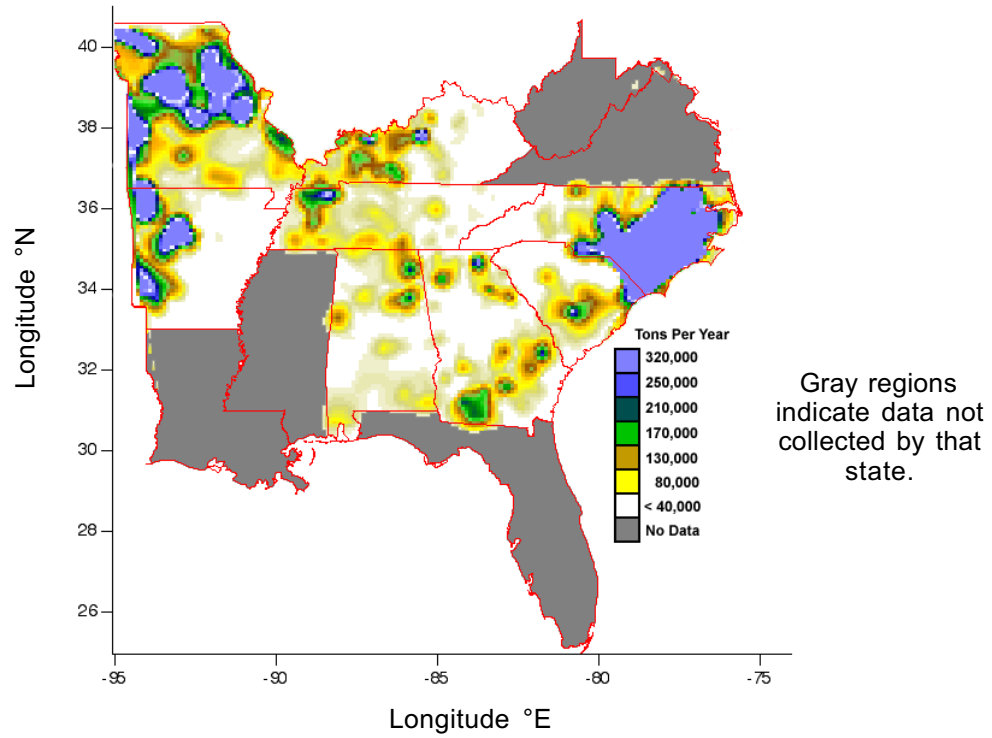 40
38
36
34
32
30
28
26
Longitude °N
-95
-90
-85
-80
-75
Longitude °E
Tons Per Year
320,000
250,000
210,000
170,000
130,000
80,000
< 40,000
No Data
Gray regions
indicate data not
collected by that
state.